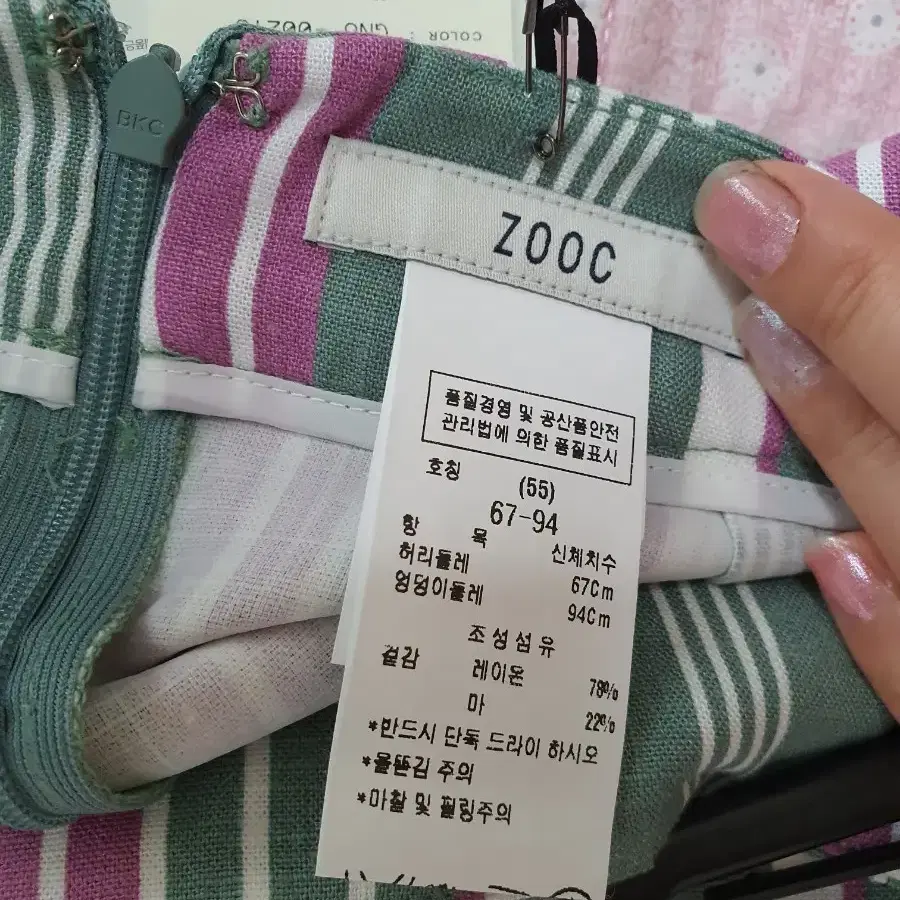 COLOR : GNO
BKC
ZOOC
품질경영 및 공산품안전
관리법에 의한 품질표시
호칭 (55)
67-94
항 목 신체치수
허리둘레 67Cm
엉덩이둘레 94Cm
조성섬유
겉감 레이온 78%
마 22%
*반드시 단독 드라이 하시오
*올뜯김 주의
*마찰 및 필링주의